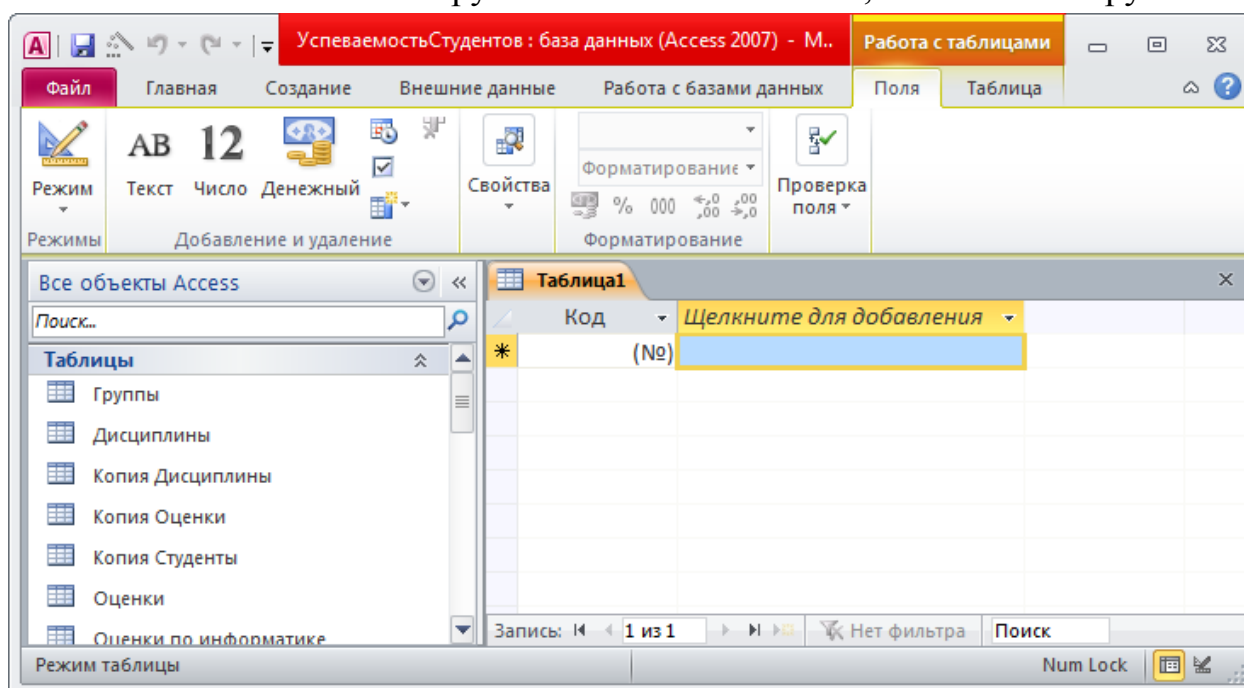 УспеваемостьСтудентов : база данных (Access 2007) - M..
Работа с таблицами
Файл Главная Создание Внешние данные Работа с базами данных Поля Таблица
АВ 12
Режим Текст Число Денежный Свойства Форматирование Проверка поля
% 000
Режимы Добавление и удаление Форматирование
Все объекты Access
Таблица1
Поиск...
Код Щелкните для добавления
(№)
Таблицы
Группы
Дисциплины
Копия Дисциплины
Копия Оценки
Копия Студенты
Оценки
Оценки по информатике
Запись: 1 из 1 Нет фильтра Поиск
Режим таблицы Num Lock